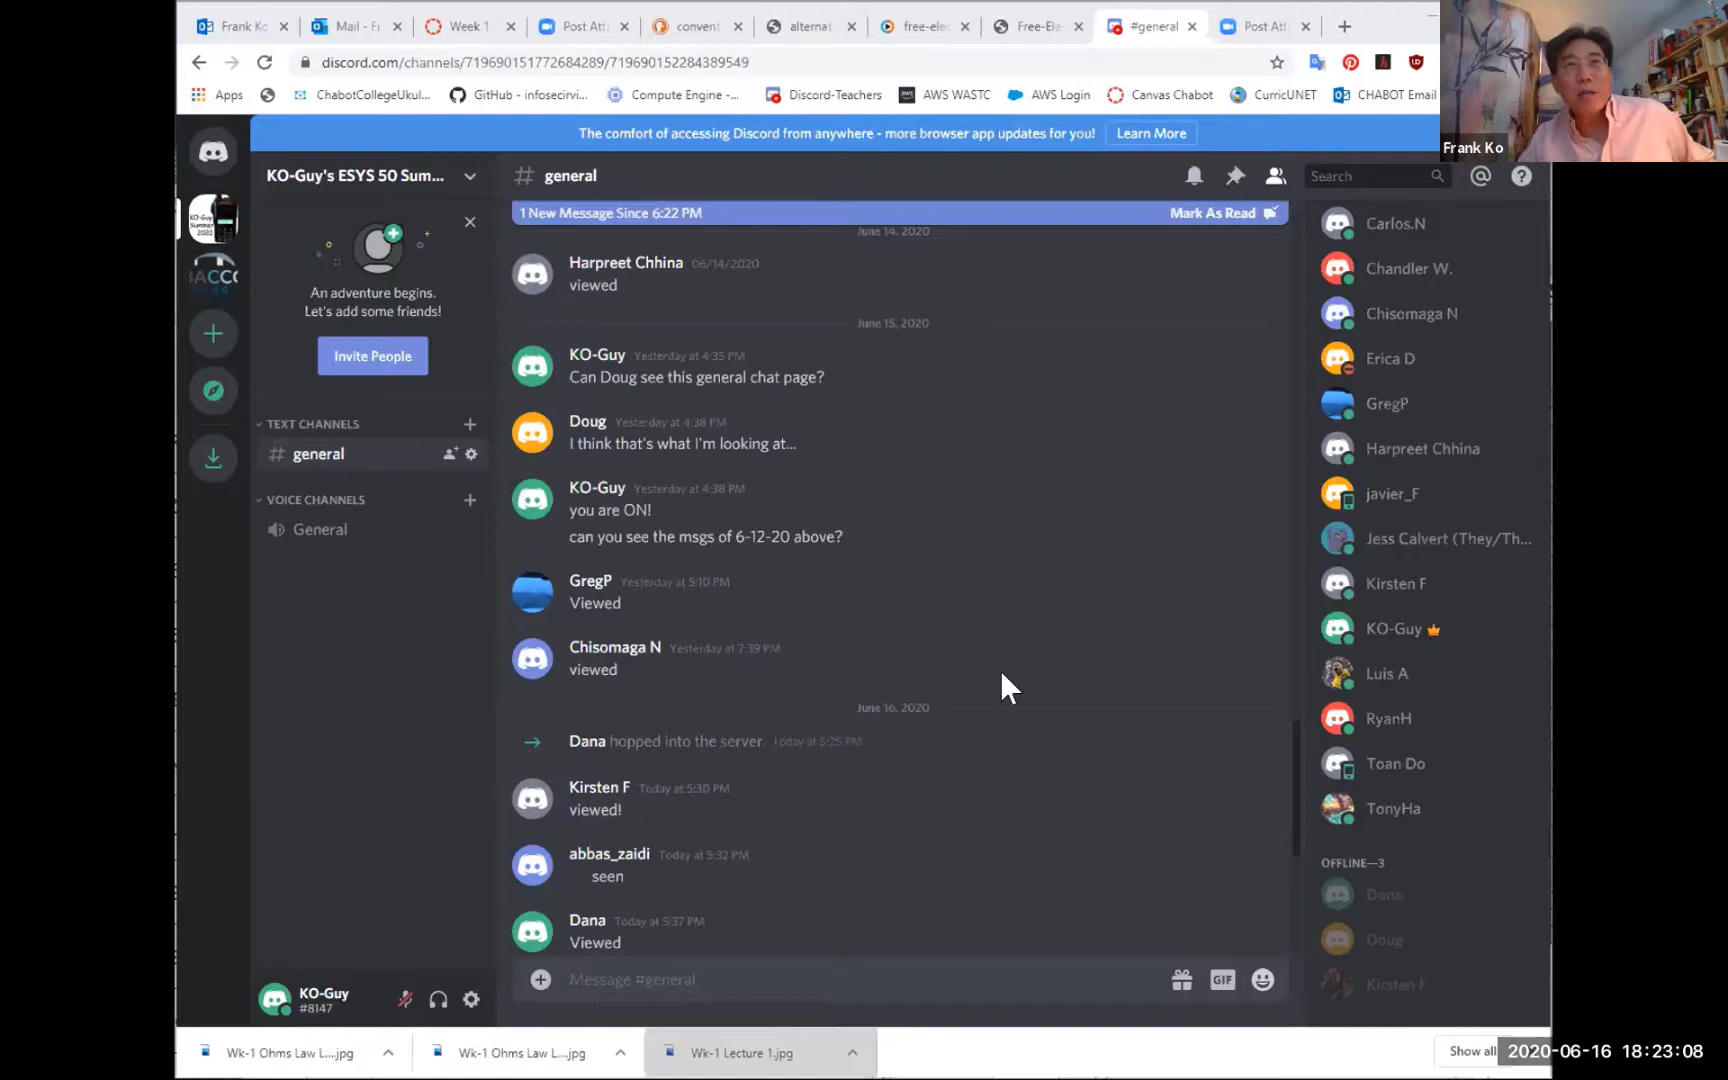 Frank Ko
Mail - F
Week 1
Post Att
convent
alternat
free-elec
Free-Ele
#general
Post Att
discord.com/channels/719690151772684289/719690152284389549
Apps
ChabotCollegeUkul...
GitHub - infosecirvi...
Compute Engine -...
Discord-Teachers
AWS WASTC
AWS Login
Canvas Chabot
CurricUNET
CHABOT Email
Frank Ko
The comfort of accessing Discord from anywhere - more browser app updates for you!
Learn More
KO-Guy's ESYS 50 Sum...
# general
Search
KO-Guy
Summer
2020
BACCC
An adventure begins.
Let's add some friends!
Invite People
TEXT CHANNELS
# general
VOICE CHANNELS
General
KO-Guy
#8147
1 New Message Since 6:22 PM
Mark As Read
June 14, 2020
Harpreet Chhina 06/14/2020
viewed
June 15, 2020
KO-Guy Yesterday at 4:35 PM
Can Doug see this general chat page?
Doug Yesterday at 4:38 PM
I think that's what I'm looking at...
KO-Guy Yesterday at 4:38 PM
you are ON!
can you see the msgs of 6-12-20 above?
GregP Yesterday at 5:10 PM
Viewed
Chisomaga N Yesterday at 7:39 PM
viewed
June 16, 2020
Dana hopped into the server. Today at 5:25 PM
Kirsten F Today at 5:30 PM
viewed!
abbas_zaidi Today at 5:32 PM
seen
Dana Today at 5:37 PM
Viewed
Message #general
GIF
Carlos.N
Chandler W.
Chisomaga N
Erica D
GregP
Harpreet Chhina
javier_F
Jess Calvert (They/Th...
Kirsten F
KO-Guy
Luis A
RyanH
Toan Do
TonyHa
OFFLINE—3
Dana
Doug
Kirsten F
Wk-1 Ohms Law L....jpg
Wk-1 Ohms Law L....jpg
Wk-1 Lecture 1.jpg
Show all
2020-06-16 18:23:08